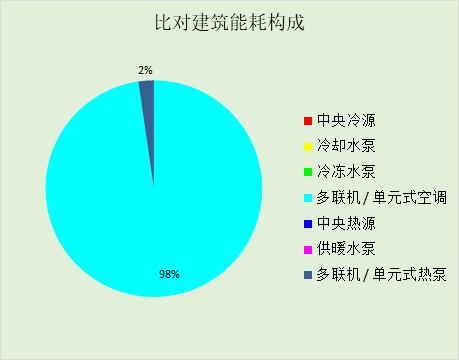 比对建筑能耗构成
2%
98%
中央冷源
冷却水泵
冷冻水泵
多联机/单元式空调
中央热源
供暖水泵
多联机/单元式热泵